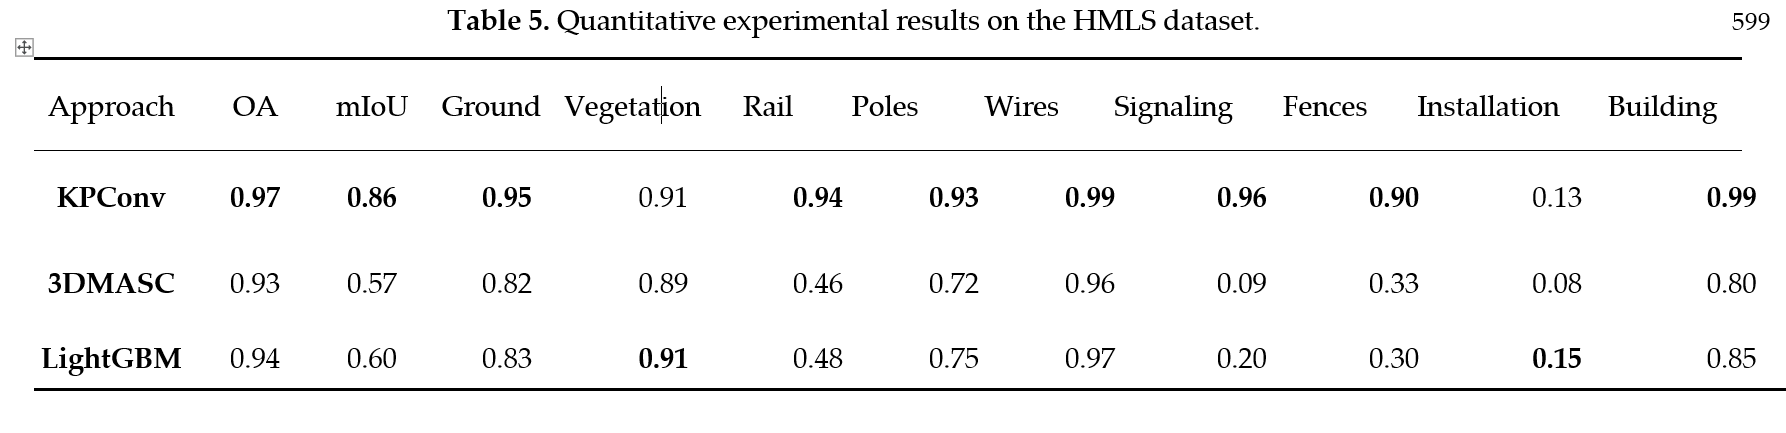 Table 5. Quantitative experimental results on the HMLS dataset. 599
Approach OA mIoU Ground Vegetation Rail Poles Wires Signaling Fences Installation Building
KPConv 0.97 0.86 0.95 0.91 0.94 0.93 0.99 0.96 0.90 0.13 0.99
3DMASC 0.93 0.57 0.82 0.89 0.46 0.72 0.96 0.09 0.33 0.08 0.80
LightGBM 0.94 0.60 0.83 0.91 0.48 0.75 0.97 0.20 0.30 0.15 0.85